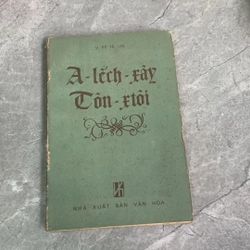 A-lếch-xây
Tôn-xtôi
NHÀ XUẤT BẢN VĂN HÓA